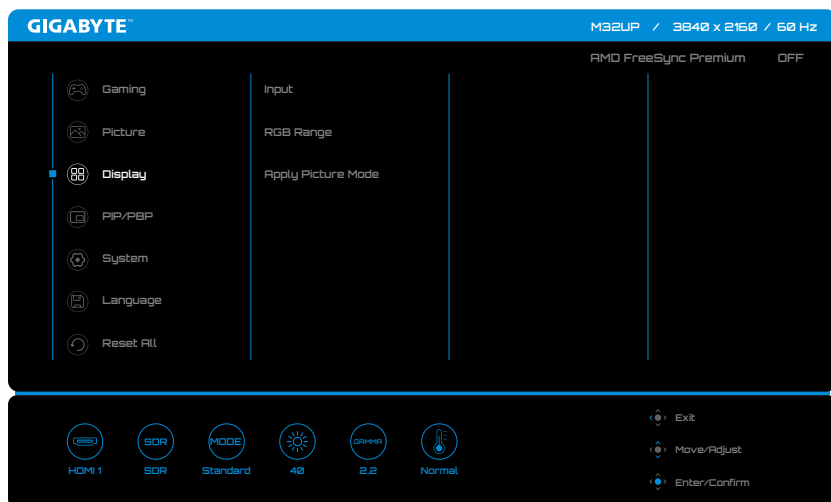 GIGABYTE™
M32UP / 3840 x 2160 / 60 Hz
AMD FreeSync Premium OFF
Gaming
Picture
Display
PIP/PBP
System
Language
Reset All
Input
RGB Range
Apply Picture Mode
HDMI 1
SDR
SDR
MODE
Standard
40
GAMMA
2.2
Normal
Exit
Move/Adjust
Enter/Confirm